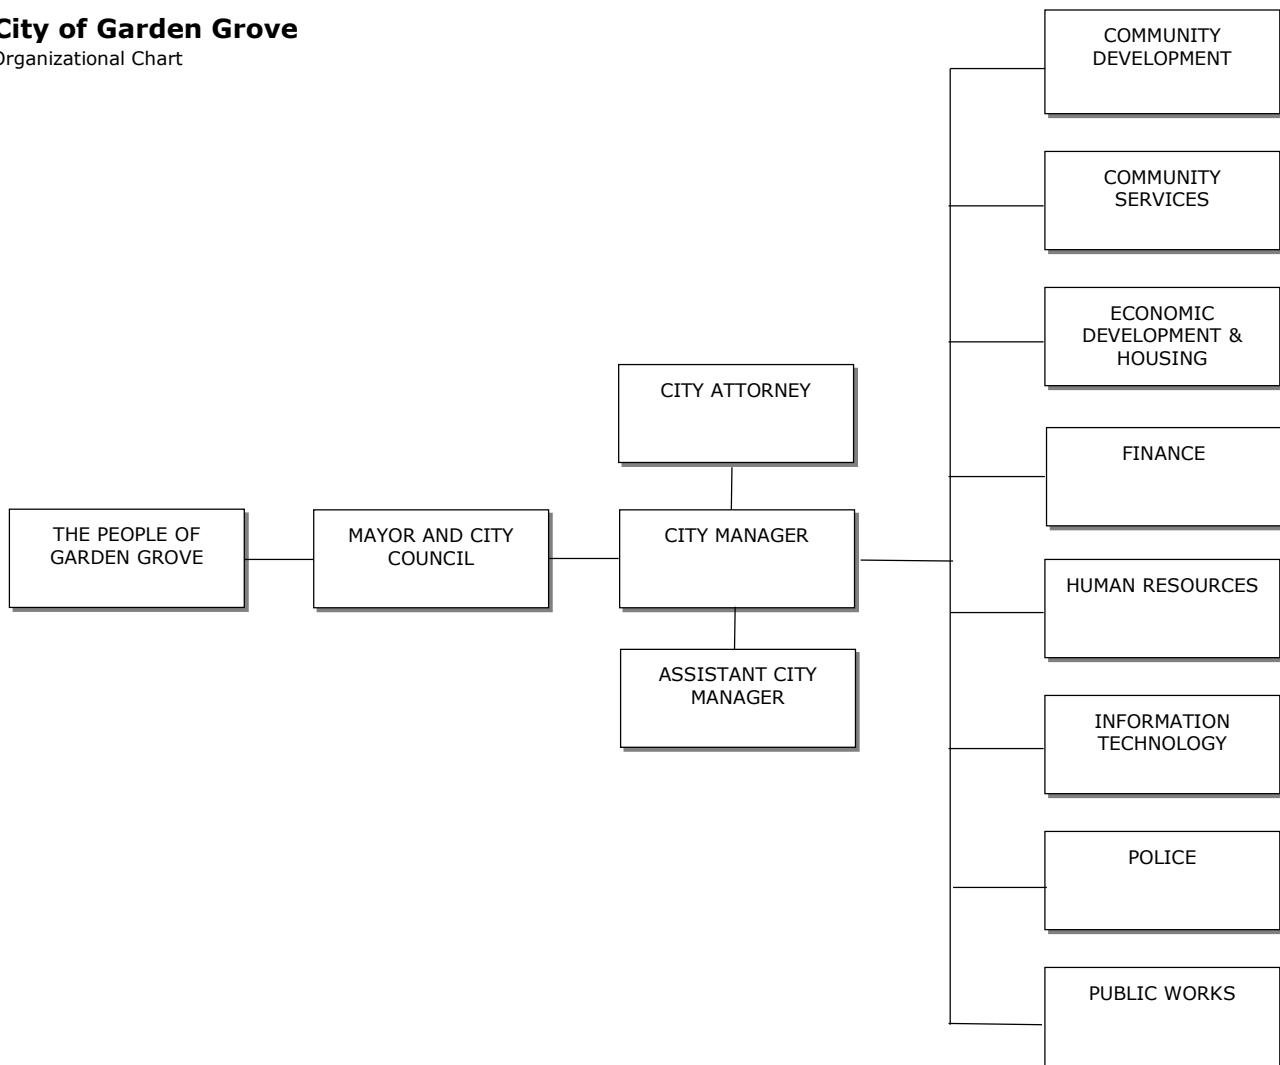 City of Garden Grove
Organizational Chart
COMMUNITY
DEVELOPMENT
COMMUNITY
SERVICES
ECONOMIC
DEVELOPMENT &
HOUSING
CITY ATTORNEY
FINANCE
THE PEOPLE OF
GARDEN GROVE
MAYOR AND CITY
COUNCIL
CITY MANAGER
HUMAN RESOURCES
ASSISTANT CITY
MANAGER
INFORMATION
TECHNOLOGY
POLICE
PUBLIC WORKS